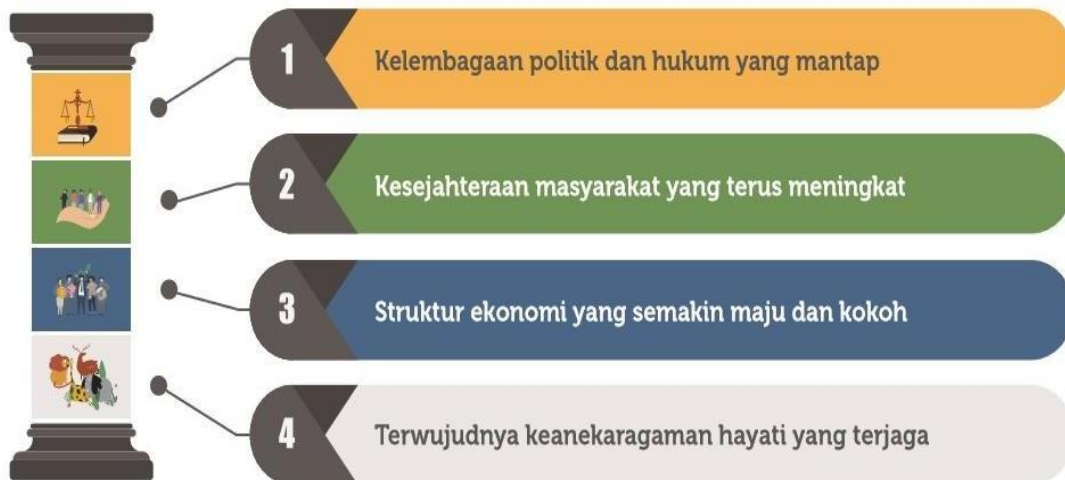 1
Kelembagaan politik dan hukum yang mantap
2
Kesejahteraan masyarakat yang terus meningkat
3
Struktur ekonomi yang semakin maju dan kokoh
4
Terwujudnya keanekaragaman hayati yang terjaga